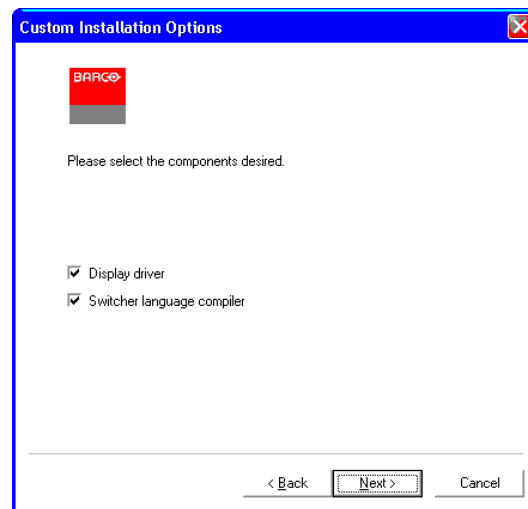 Custom Installation Options
BARCO
Please select the components desired.
Display driver
Switcher language compiler
< Back Next > Cancel